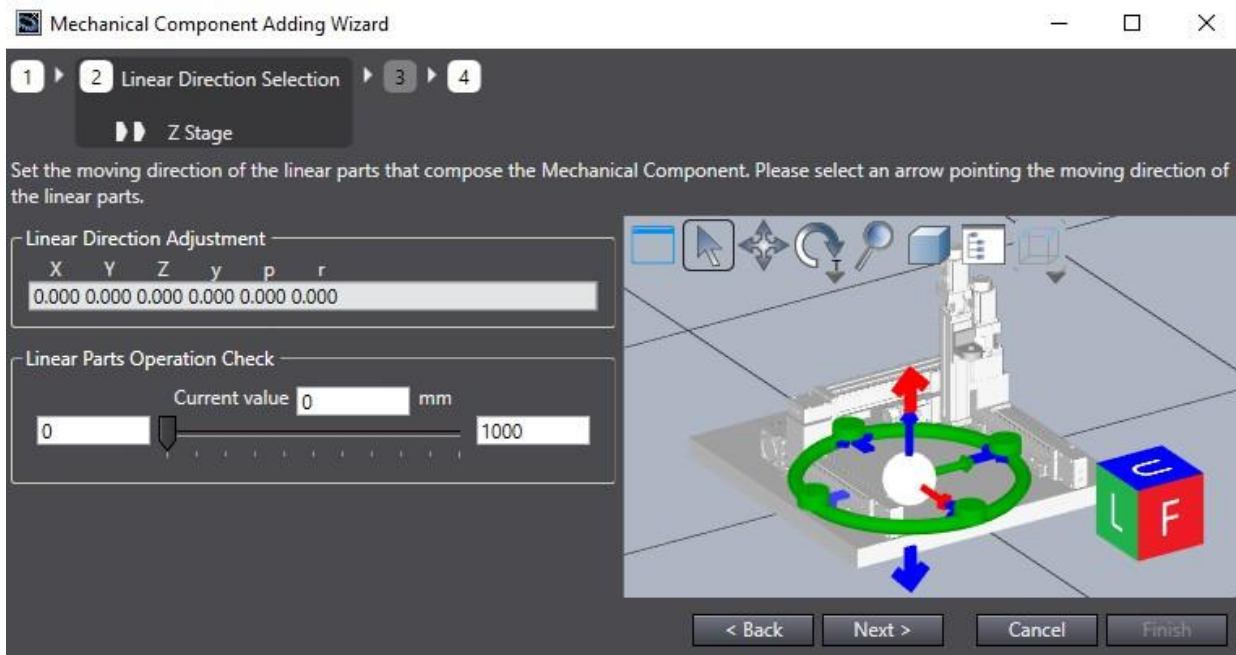 Mechanical Component Adding Wizard
1 2 Linear Direction Selection 3 4
Z Stage
Set the moving direction of the linear parts that compose the Mechanical Component. Please select an arrow pointing the moving direction of
the linear parts.
Linear Direction Adjustment
X Y Z y p r
0.000 0.000 0.000 0.000 0.000 0.000
Linear Parts Operation Check
Current value 0 mm
0 1000
T
U
L F
< Back Next > Cancel Finish